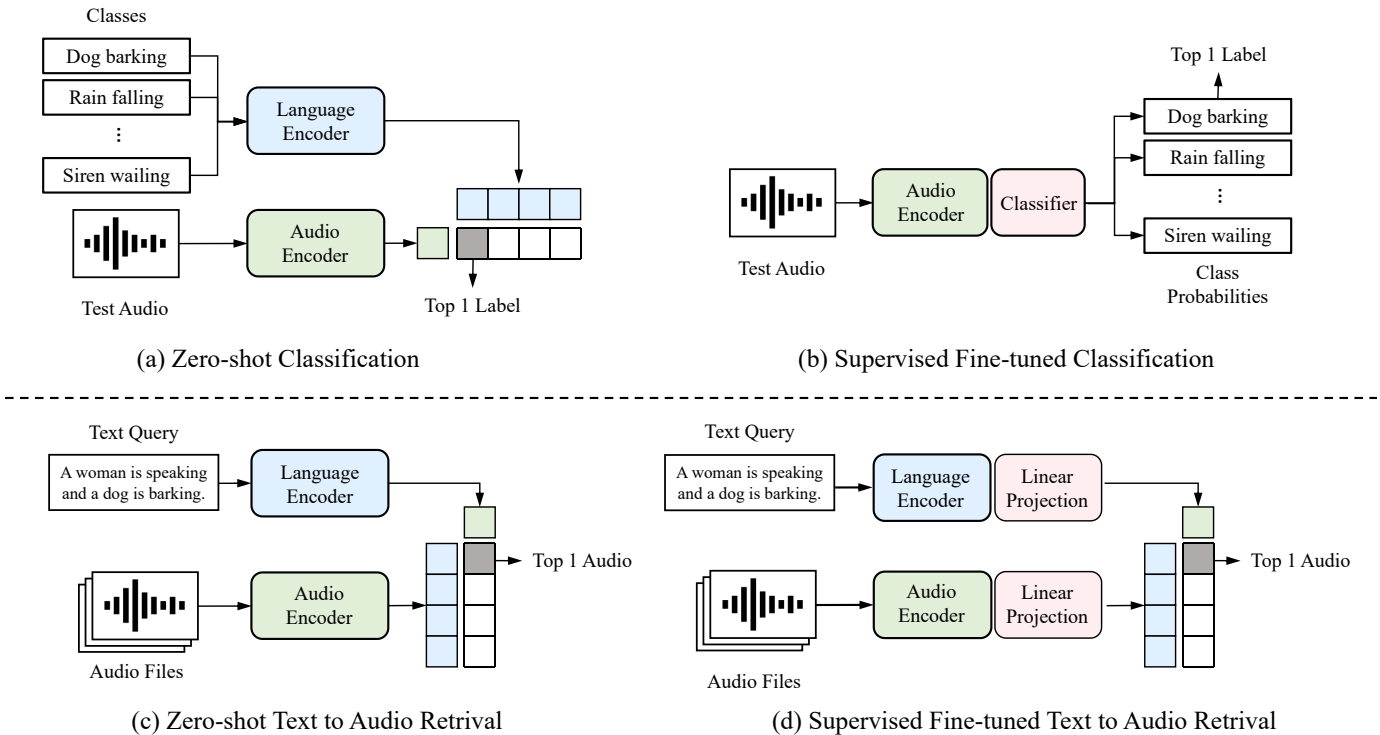 Classes
Dog barking
Rain falling
⋮
Siren wailing
Language
Encoder
Audio
Encoder
Test Audio
Top 1 Label
(a) Zero-shot Classification
Top 1 Label
Dog barking
Rain falling
⋮
Siren wailing
Class
Probabilities
Audio
Encoder
Classifier
Test Audio
(b) Supervised Fine-tuned Classification
Text Query
A woman is speaking
and a dog is barking.
Language
Encoder
Audio
Encoder
Top 1 Audio
Audio Files
(c) Zero-shot Text to Audio Retrival
Text Query
A woman is speaking
and a dog is barking.
Language
Encoder
Linear
Projection
Audio
Encoder
Linear
Projection
Top 1 Audio
Audio Files
(d) Supervised Fine-tuned Text to Audio Retrival